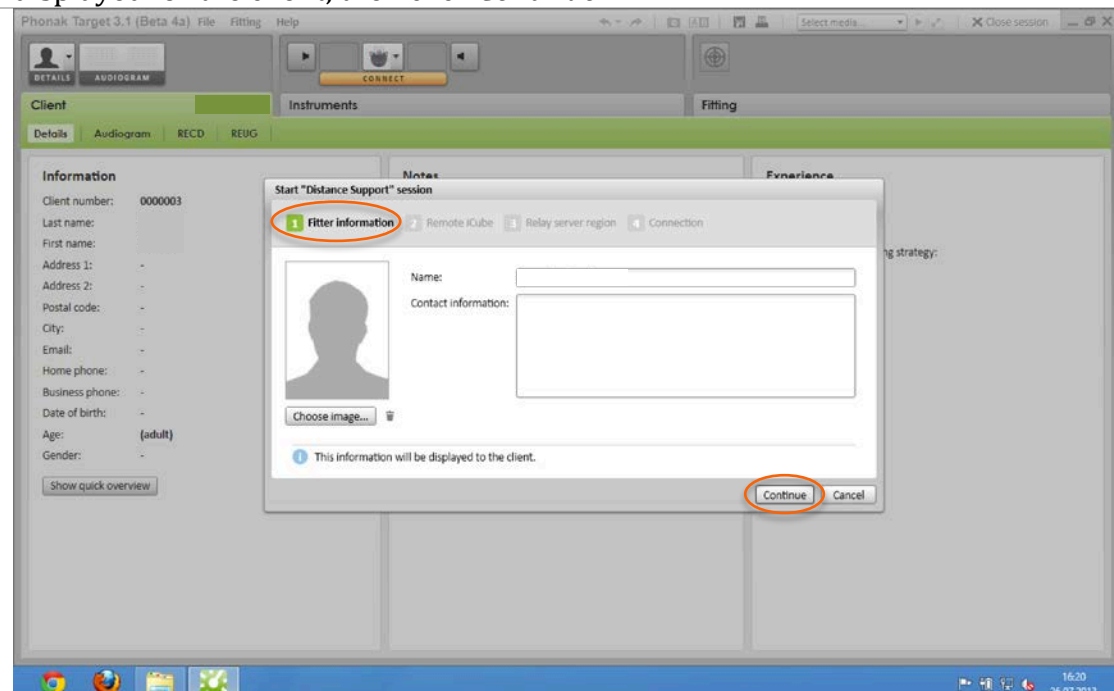 Phonak Target 3.1 (Beta 4a) File Fitting Help Select media... Close session
DETAILS AUDIOGRAM CONNECT
Client Instruments Fitting
Details Audiogram RECD REUG
Information Notes Experience
Start "Distance Support" session
1 Fitter information 2 Remote iCube 3 Relay server region 4 Connection
Client number: 0000003
Last name:
First name:
ng strategy:
Address 1: -
Address 2: -
Postal code: -
City: -
Email: -
Home phone: -
Business phone: -
Date of birth: -
Age: (adult)
Gender: -
Show quick overview
Name:
Contact information:
Choose image...
This information will be displayed to the client.
Continue Cancel
16:20